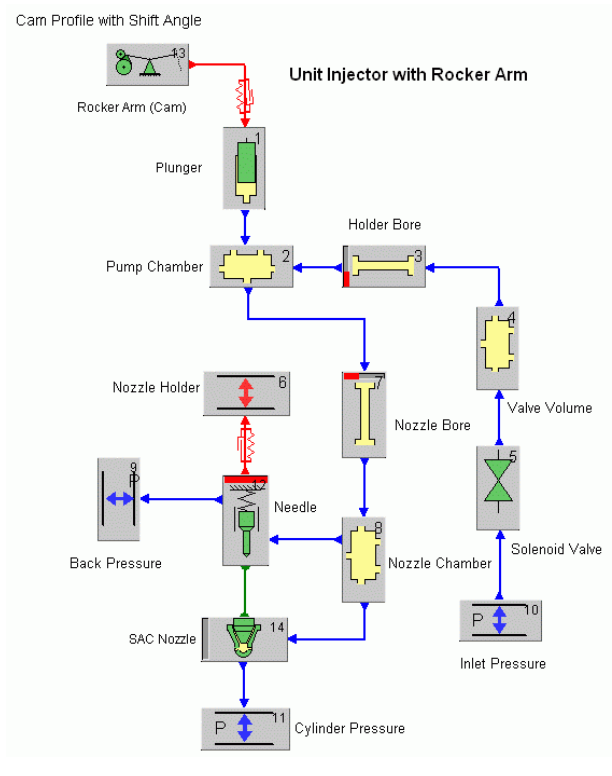 Cam Profile with Shift Angle
13
Unit Injector with Rocker Arm
Rocker Arm (Cam)
1
Plunger
Holder Bore
2
3
Pump Chamber
4
6
7
Nozzle Holder
Valve Volume
Nozzle Bore
5
9
P
12
Needle
8
Solenoid Valve
Back Pressure
Nozzle Chamber
10
P
14
SAC Nozzle
Inlet Pressure
11
P
Cylinder Pressure